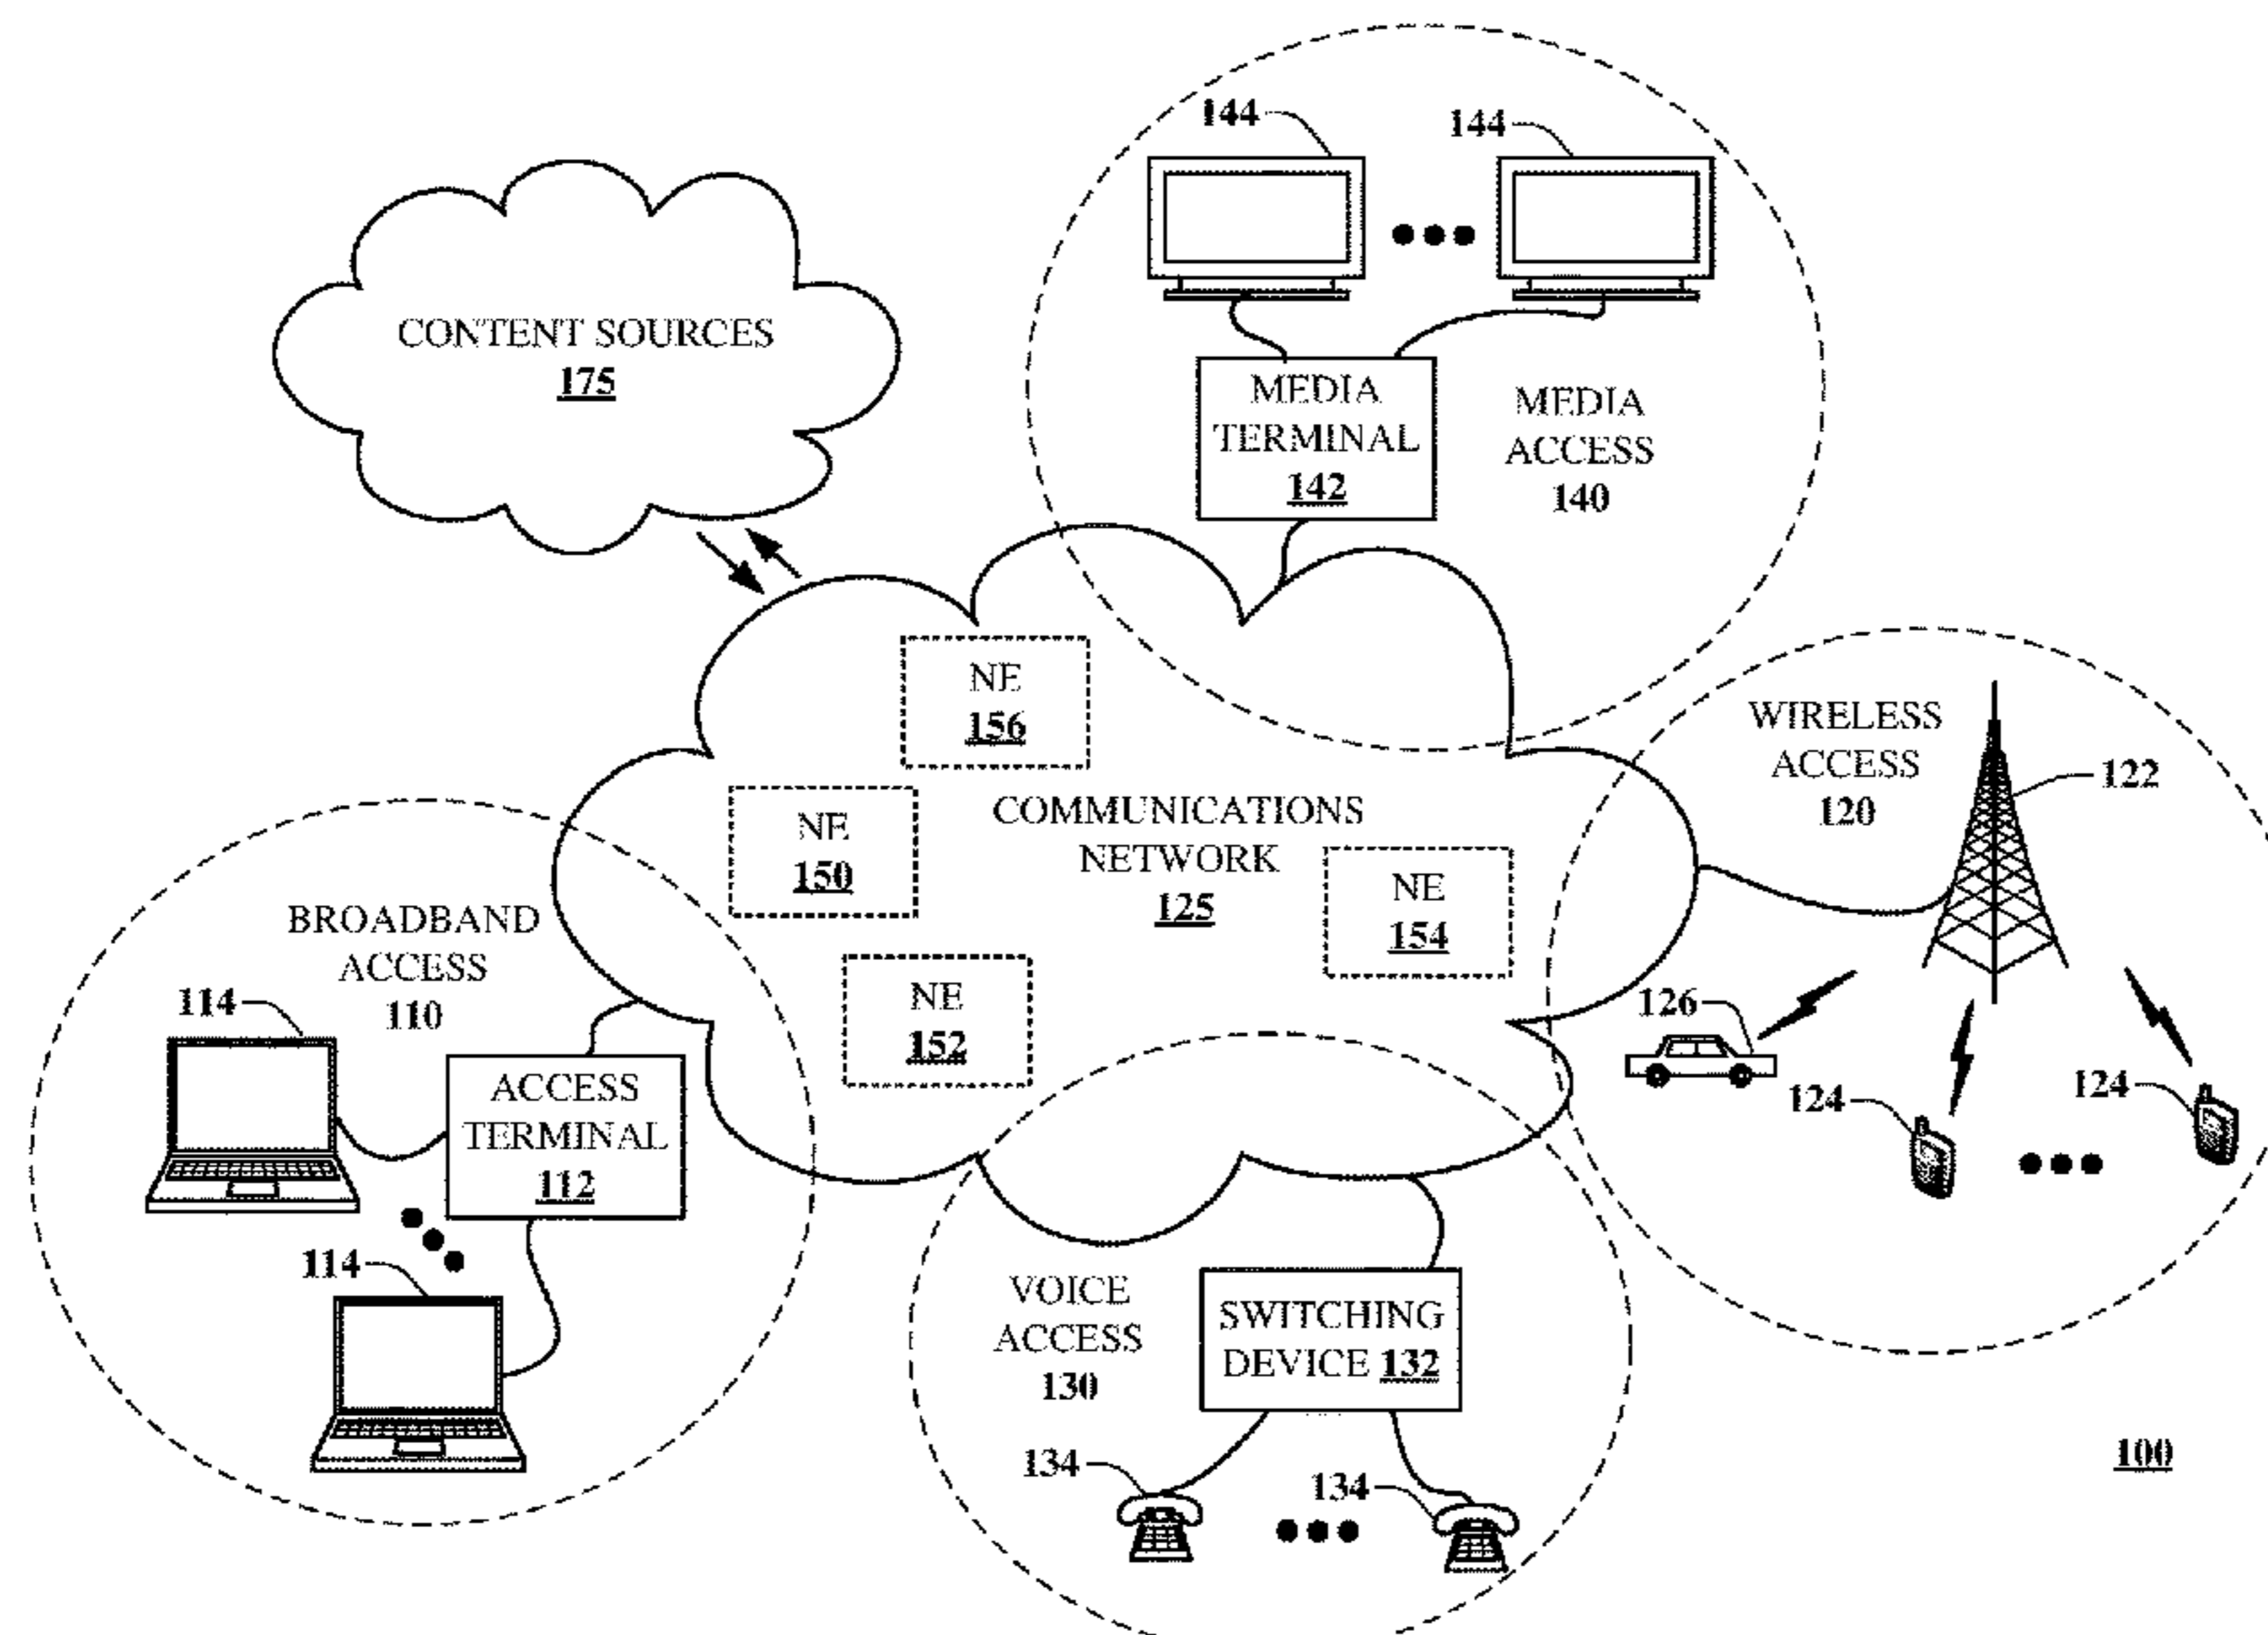 144
144
CONTENT SOURCES
175
MEDIA
TERMINAL
142
MEDIA
ACCESS
140
NE
156
WIRELESS
ACCESS
120
122
NE
150
COMMUNICATIONS
NETWORK
125
NE
154
BROADBAND
ACCESS
110
114
NE
152
126
124
124
ACCESS
TERMINAL
112
114
VOICE
ACCESS
130
SWITCHING
DEVICE 132
134
134
100